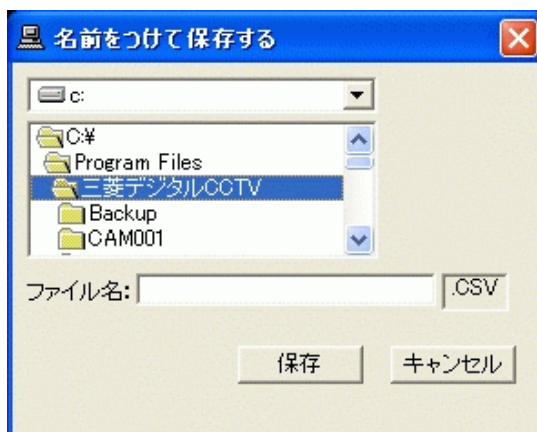 名前をつけて保存する
c:
C:¥
Program Files
三菱デジタルCCTV
Backup
CAM001
ファイル名:
.CSV
保存 キャンセル